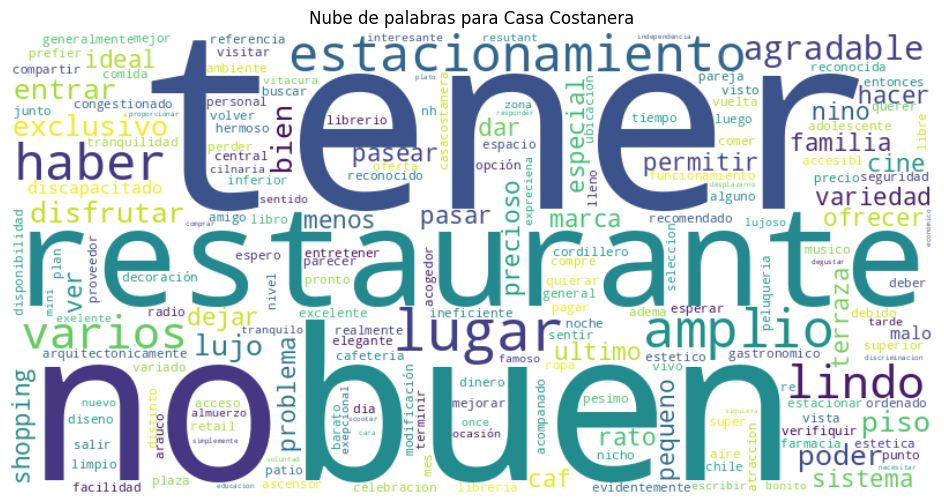 Nube de palabras para Casa Costanera
generalmente mejor referencia interesante resutant independencia
prefier ideal visitar estacionamiento agradable
compartir comida ambiente vitacura plato pareja visto reconocida entonces
entrar congestionado personal buscar nh zona responder vuelta querer hacer
junto proporcionar volver librerio casacostanera especial ubicacion tiempo luego nino adolescente libre
exclusivo hermoso bien dar espacio comer familia
tranquilidad perder pasear opción permitir accesibl cine
haber central oferta funcionamiento precio seguridad
discapacitado cilnaria inferior reconocido expreciena lleno desplazarno alguno variedad
tener
disfrutar amigo libro sentido menos pasar precioso marca recomendado lujoso ofrecer
comprar espero entretener cordillero musico economico
disponibilidad mini plan ver proveedor decoración nivel parecer acogedor compre seleccion degustar
restaurante
pronto quierar general peluqueria terraza deber
exelente radio dejar excelente ineficiente pagar adema esperar debido
varios tranquilo realmente lugar noche sentir amplio tarde malo
arquitectonicamente lujo elegante famoso ultimo estetico gastronomico superior
variado problema cafeteria ropa vivo discriminacion
shopping nuevo distinto acceso dinero acompanado pesimo pequeno re lindo
diseno almuerzo barato exepcional dia modificación mejorar estacionar ordenado
arauco retail scooter terminir once rato super vista piso
salir simplemente cara ocasión nicho siquiera verifiquir estetica
limpio patio aire farmacia poder punto
no buen
plaza voluntad ascensor mes caf chile atraccion sistema necesitar
facilidad educacion celebracion libreria evidentemente escribir bonito